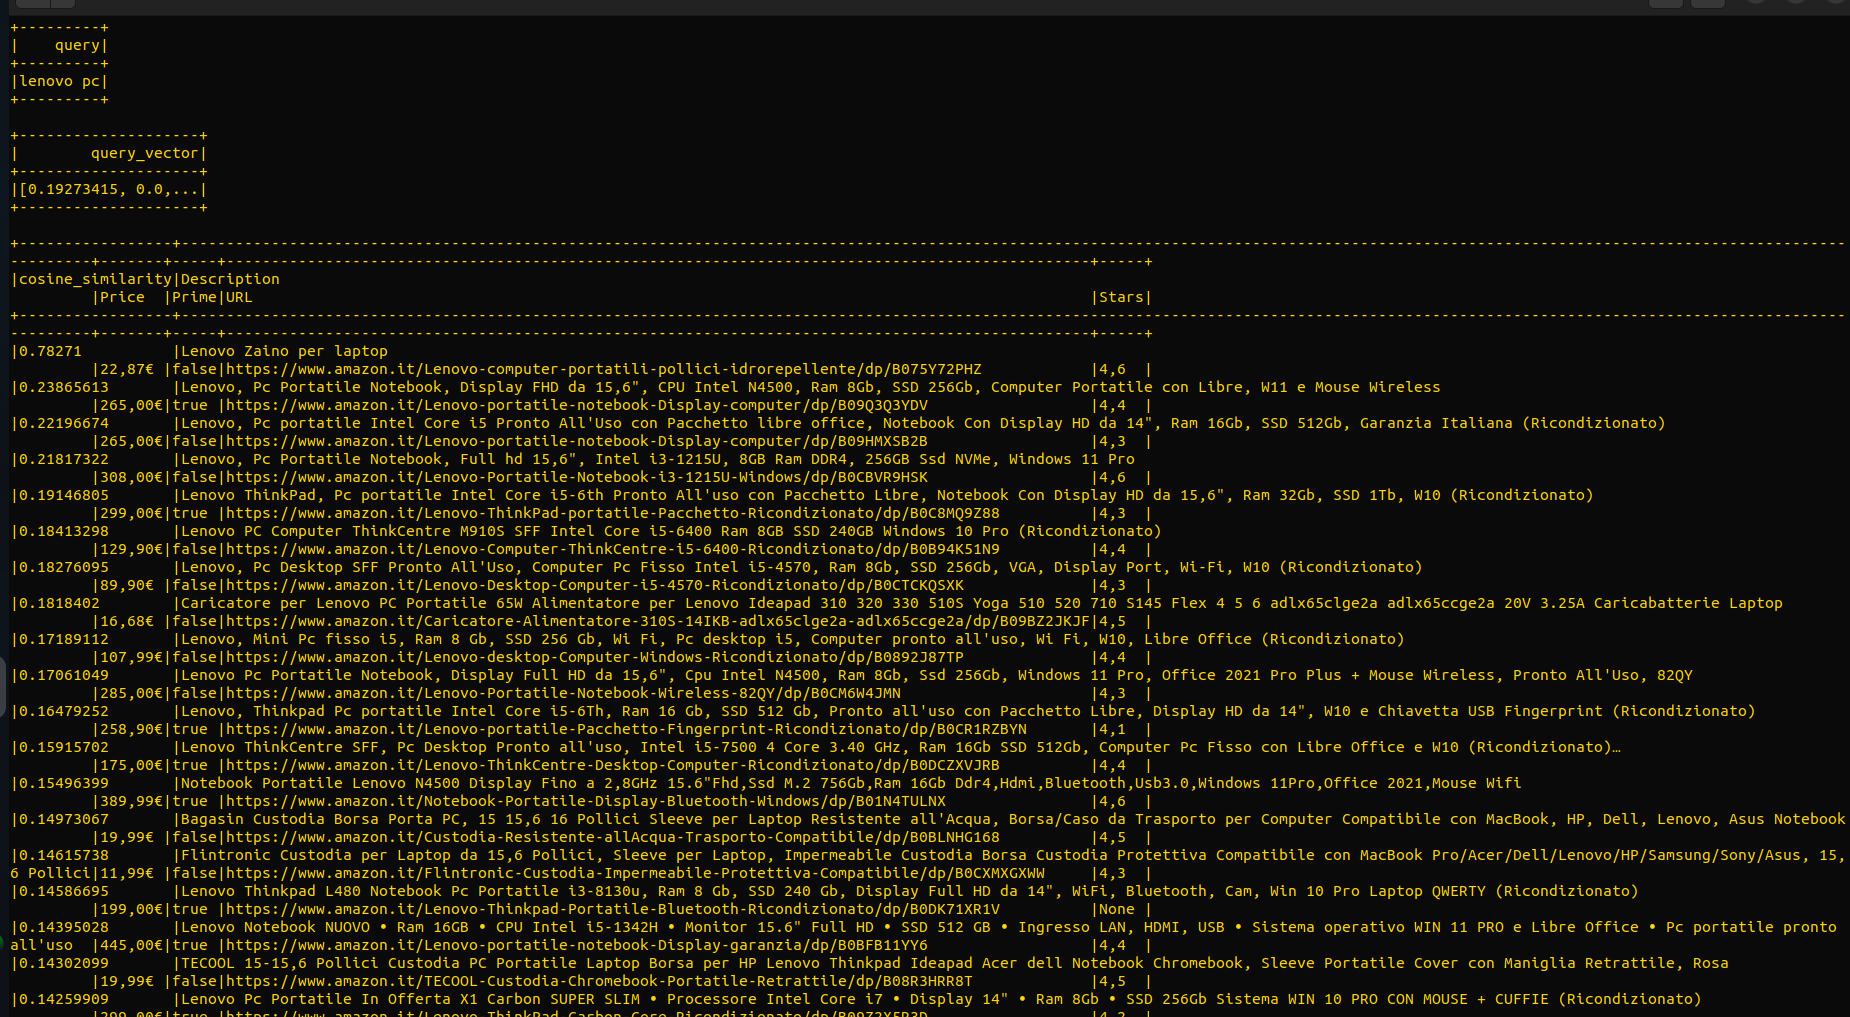 +---------+
|    query|
+---------+
|lenovo pc|
+---------+
+--------------------+
|        query_vector|
+--------------------+
|[0.19273415, 0.0,...|
+--------------------+
|cosine_similarity|Description
|Price  |Prime|URL |Stars|
|0.78271 |Lenovo Zaino per laptop
|22,87€ |false|https://www.amazon.it/Lenovo-computer-portatili-pollici-idrorepellente/dp/B075Y72PHZ |4,6  |
|0.23865613 |Lenovo, Pc Portatile Notebook, Display FHD da 15,6", CPU Intel N4500, Ram 8Gb, SSD 256Gb, Computer Portatile con Libre, W11 e Mouse Wireless
|265,00€|true |https://www.amazon.it/Lenovo-portatile-notebook-Display-computer/dp/B09Q3Q3YDV |4,4  |
|0.22196674 |Lenovo, Pc portatile Intel Core i5 Pronto All'Uso con Pacchetto libre office, Notebook Con Display HD da 14", Ram 16Gb, SSD 512Gb, Garanzia Italiana (Ricondizionato)
|265,00€|false|https://www.amazon.it/Lenovo-portatile-notebook-Display-computer/dp/B09HMXSB2B |4,3  |
|0.21817322 |Lenovo, Pc Portatile Notebook, Full hd 15,6", Intel i3-1215U, 8GB Ram DDR4, 256GB Ssd NVMe, Windows 11 Pro
|308,00€|false|https://www.amazon.it/Lenovo-Portatile-Notebook-i3-1215U-Windows/dp/B0CBVR9HSK |4,6  |
|0.19146805 |Lenovo ThinkPad, Pc portatile Intel Core i5-6th Pronto All'uso con Pacchetto Libre, Notebook Con Display HD da 15,6", Ram 32Gb, SSD 1Tb, W10 (Ricondizionato)
|299,00€|true |https://www.amazon.it/Lenovo-ThinkPad-portatile-Pacchetto-Ricondizionato/dp/B0C8MQ9Z88 |4,3  |
|0.18413298 |Lenovo PC Computer ThinkCentre M910S SFF Intel Core i5-6400 Ram 8GB SSD 240GB Windows 10 Pro (Ricondizionato)
|129,90€|false|https://www.amazon.it/Lenovo-Computer-ThinkCentre-i5-6400-Ricondizionato/dp/B0B94K51N9 |4,4  |
|0.18276095 |Lenovo, Pc Desktop SFF Pronto All'Uso, Computer Pc Fisso Intel i5-4570, Ram 8Gb, SSD 256Gb, VGA, Display Port, Wi-Fi, W10 (Ricondizionato)
|89,90€ |false|https://www.amazon.it/Lenovo-Desktop-Computer-i5-4570-Ricondizionato/dp/B0CTCKQSXK |4,3  |
|0.1818402 |Caricatore per Lenovo PC Portatile 65W Alimentatore per Lenovo Ideapad 310 320 330 510S Yoga 510 520 710 S145 Flex 4 5 6 adlx65clge2a adlx65ccge2a 20V 3.25A Caricabatterie Laptop
|16,68€ |false|https://www.amazon.it/Caricatore-Alimentatore-310S-14IKB-adlx65clge2a-adlx65ccge2a/dp/B09BZ2JKJF|4,5  |
|0.17189112 |Lenovo, Mini Pc fisso i5, Ram 8 Gb, SSD 256 Gb, Wi Fi, Pc desktop i5, Computer pronto all'uso, Wi Fi, W10, Libre Office (Ricondizionato)
|107,99€|false|https://www.amazon.it/Lenovo-desktop-Computer-Windows-Ricondizionato/dp/B0892J87TP |4,4  |
|0.17061049 |Lenovo Pc Portatile Notebook, Display Full HD da 15,6", Cpu Intel N4500, Ram 8Gb, Ssd 256Gb, Windows 11 Pro, Office 2021 Pro Plus + Mouse Wireless, Pronto All'Uso, 82QY
|285,00€|false|https://www.amazon.it/Lenovo-Portatile-Notebook-Wireless-82QY/dp/B0CM6W4JMN |4,3  |
|0.16479252 |Lenovo, Thinkpad Pc portatile Intel Core i5-6Th, Ram 16 Gb, SSD 512 Gb, Pronto all'uso con Pacchetto Libre, Display HD da 14", W10 e Chiavetta USB Fingerprint (Ricondizionato)
|258,90€|true |https://www.amazon.it/Lenovo-portatile-Pacchetto-Fingerprint-Ricondizionato/dp/B0CR1RZBYN |4,1  |
|0.15915702 |Lenovo ThinkCentre SFF, Pc Desktop Pronto all'uso, Intel i5-7500 4 Core 3.40 GHz, Ram 16Gb SSD 512Gb, Computer Pc Fisso con Libre Office e W10 (Ricondizionato)…
|175,00€|true |https://www.amazon.it/Lenovo-ThinkCentre-Desktop-Computer-Ricondizionato/dp/B0DCZXVJRB |4,4  |
|0.15496399 |Notebook Portatile Lenovo N4500 Display Fino a 2,8GHz 15.6"Fhd,Ssd M.2 756Gb,Ram 16Gb Ddr4,Hdmi,Bluetooth,Usb3.0,Windows 11Pro,Office 2021,Mouse Wifi
|389,99€|true |https://www.amazon.it/Notebook-Portatile-Display-Bluetooth-Windows/dp/B01N4TULNX |4,6  |
|0.14973067 |Bagasin Custodia Borsa Porta PC, 15 15,6 16 Pollici Sleeve per Laptop Resistente all'Acqua, Borsa/Caso da Trasporto per Computer Compatibile con MacBook, HP, Dell, Lenovo, Asus Notebook
|19,99€ |false|https://www.amazon.it/Custodia-Resistente-allAcqua-Trasporto-Compatibile/dp/B0BLNHG168 |4,5  |
|0.14615738 |Flintronic Custodia per Laptop da 15,6 Pollici, Sleeve per Laptop, Impermeabile Custodia Borsa Custodia Protettiva Compatibile con MacBook Pro/Acer/Dell/Lenovo/HP/Samsung/Sony/Asus, 15,
6 Pollici|11,99€ |false|https://www.amazon.it/Flintronic-Custodia-Impermeabile-Protettiva-Compatibile/dp/B0CXMXGXWW |4,3  |
|0.14586695 |Lenovo Thinkpad L480 Notebook Pc Portatile i3-8130u, Ram 8 Gb, SSD 240 Gb, Display Full HD da 14", WiFi, Bluetooth, Cam, Win 10 Pro Laptop QWERTY (Ricondizionato)
|199,00€|true |https://www.amazon.it/Lenovo-Thinkpad-Portatile-Bluetooth-Ricondizionato/dp/B0DK71XR1V |None |
|0.14395028 |Lenovo Notebook NUOVO • Ram 16GB • CPU Intel i5-1342H • Monitor 15.6" Full HD • SSD 512 GB • Ingresso LAN, HDMI, USB • Sistema operativo WIN 11 PRO e Libre Office • Pc portatile pronto
all'uso  |445,00€|true |https://www.amazon.it/Lenovo-portatile-notebook-Display-garanzia/dp/B0BFB11YY6 |4,4  |
|0.14302099 |TECOOL 15-15,6 Pollici Custodia PC Portatile Laptop Borsa per HP Lenovo Thinkpad Ideapad Acer dell Notebook Chromebook, Sleeve Portatile Cover con Maniglia Retrattile, Rosa
|19,99€ |false|https://www.amazon.it/TECOOL-Custodia-Chromebook-Portatile-Retrattile/dp/B08R3HRR8T |4,5  |
|0.14259909 |Lenovo Pc Portatile In Offerta X1 Carbon SUPER SLIM • Processore Intel Core i7 • Display 14" • Ram 8Gb • SSD 256Gb Sistema WIN 10 PRO CON MOUSE + CUFFIE (Ricondizionato)
|299,00€|true |https://www.amazon.it/Lenovo-ThinkPad-Carbon-Core-Ricondizionato/dp/